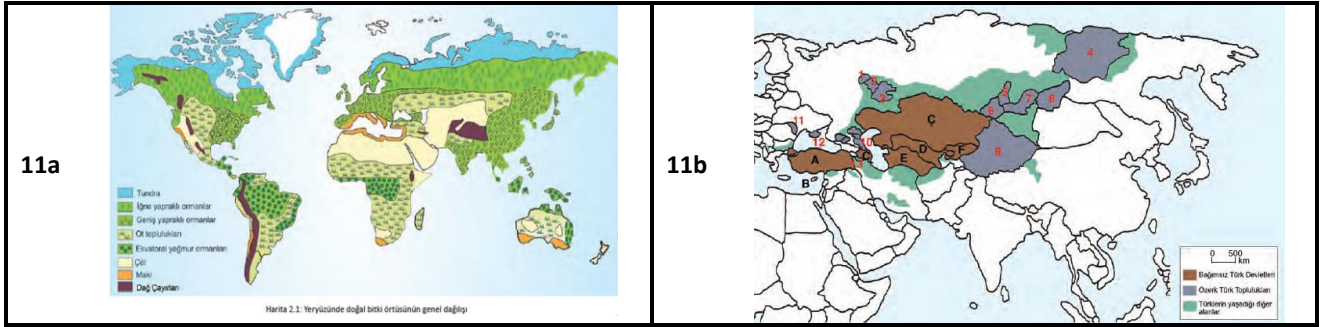 11a
Tundra
İğne yapraklı ormanlar
Geniş yapraklı ormanlar
Ot toplulukları
Ekvatoral yağmur ormanları
Çöl
Maki
Dağ Çayırları
Harita 2.1: Yeryüzünde doğal bitki örtüsünün genel dağılışı
11b
4
1
5
7
8
6
Ç
11
12
10
9
D
F
A
E
C
B
0 500
km
Bağımsız Türk Devletleri
Özerk Türk Toplulukları
Türklerin yaşadığı diğer
alanlar